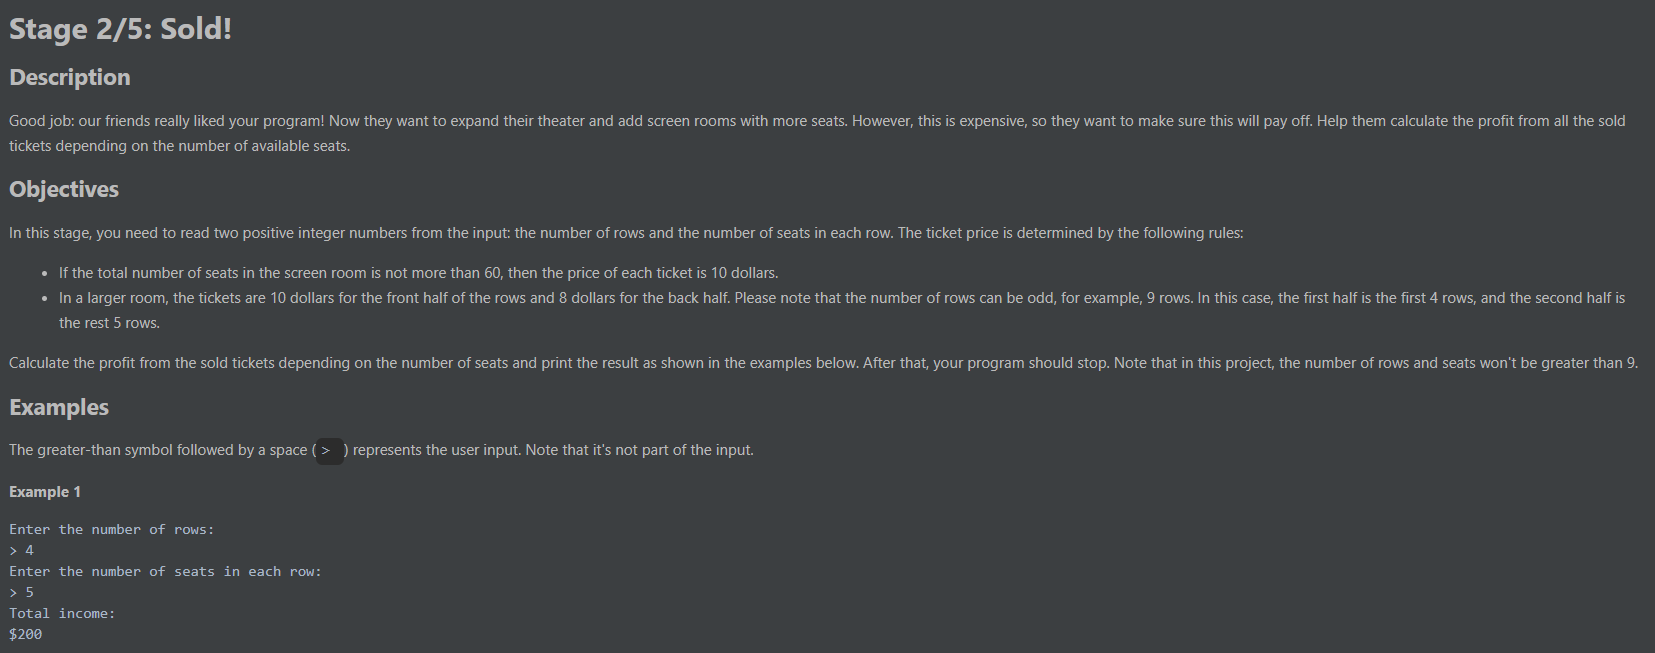 Stage 2/5: Sold!
Description
Good job: our friends really liked your program! Now they want to expand their theater and add screen rooms with more seats. However, this is expensive, so they want to make sure this will pay off. Help them calculate the profit from all the sold
tickets depending on the number of available seats.
Objectives
In this stage, you need to read two positive integer numbers from the input: the number of rows and the number of seats in each row. The ticket price is determined by the following rules:
• If the total number of seats in the screen room is not more than 60, then the price of each ticket is 10 dollars.
• In a larger room, the tickets are 10 dollars for the front half of the rows and 8 dollars for the back half. Please note that the number of rows can be odd, for example, 9 rows. In this case, the first half is the first 4 rows, and the second half is
the rest 5 rows.
Calculate the profit from the sold tickets depending on the number of seats and print the result as shown in the examples below. After that, your program should stop. Note that in this project, the number of rows and seats won't be greater than 9.
Examples
The greater-than symbol followed by a space (> ) represents the user input. Note that it's not part of the input.
Example 1
Enter the number of rows:
> 4
Enter the number of seats in each row:
> 5
Total income:
$200